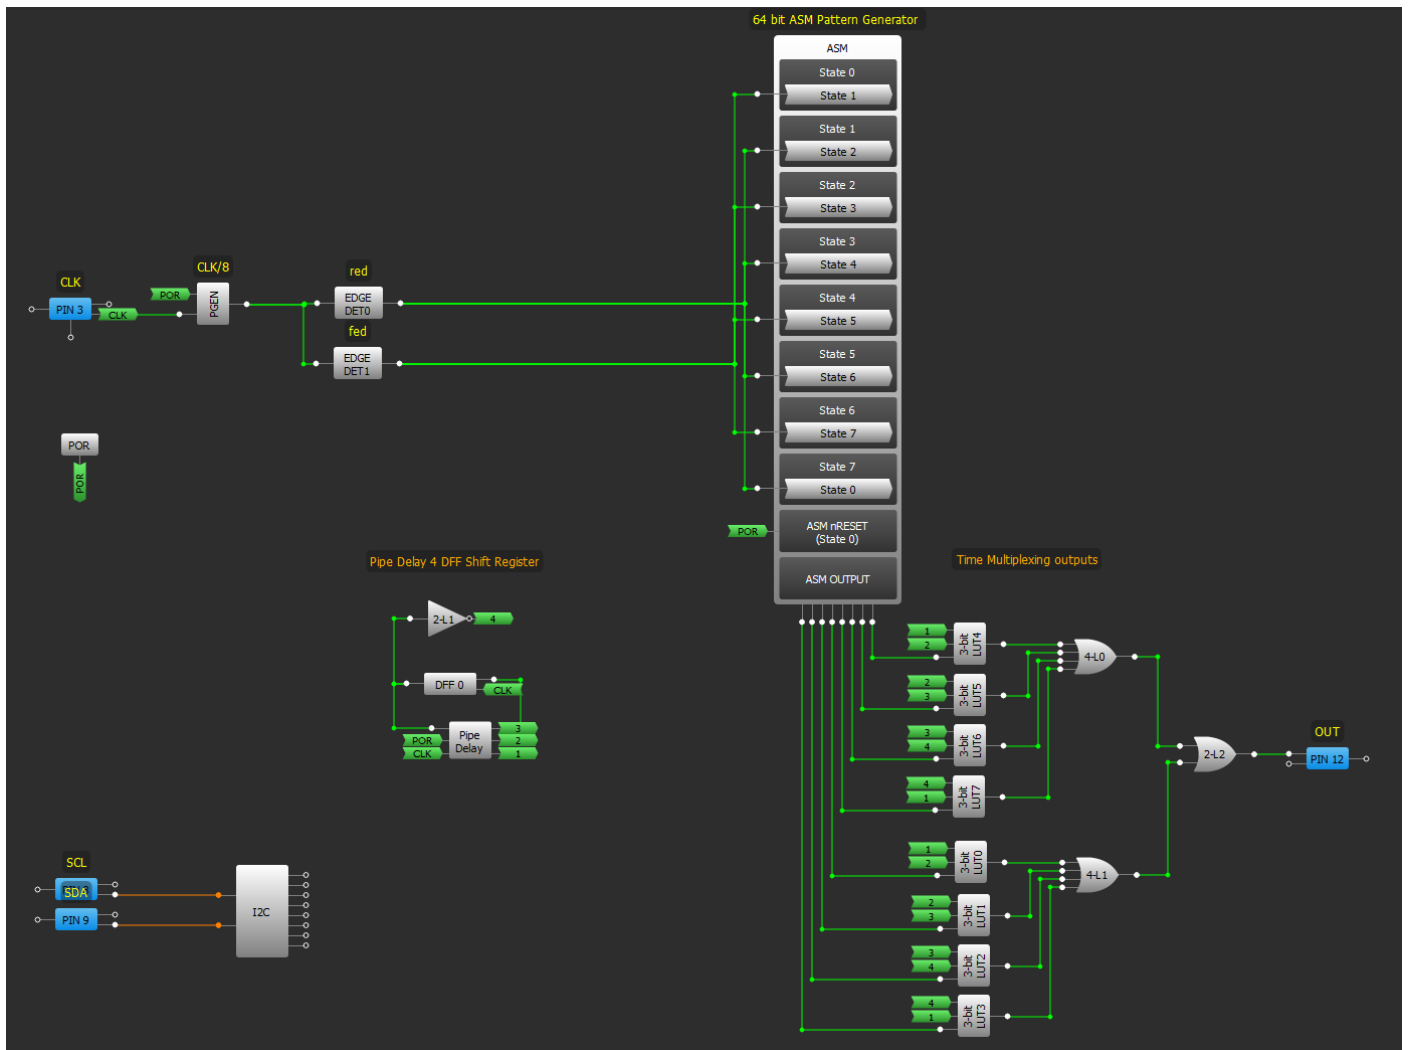 64 bit ASM Pattern Generator
ASM
State 0
State 1
State 1
State 2
State 2
State 3
State 3
State 4
State 4
State 5
State 5
State 6
State 6
State 7
State 7
State 0
ASM nRESET
(State 0)
ASM OUTPUT
POR
CLK
PIN 3
CLK
CLK/8
POR
PGEN
red
EDGE
DET0
fed
EDGE
DET1
POR
POR
Pipe Delay 4 DFF Shift Register
2-L1
4
DFF 0
CLK
Pipe
Delay
POR
CLK
3
2
1
Time Multiplexing outputs
1
2
3-bit
LUT4
2
3
3-bit
LUT5
3
4
3-bit
LUT6
4
1
3-bit
LUT7
4-L0
1
2
3-bit
LUT0
2
3
3-bit
LUT1
3
4
3-bit
LUT2
4
1
3-bit
LUT3
4-L1
2-L2
OUT
PIN 12
SCL
SDA
PIN 9
I2C